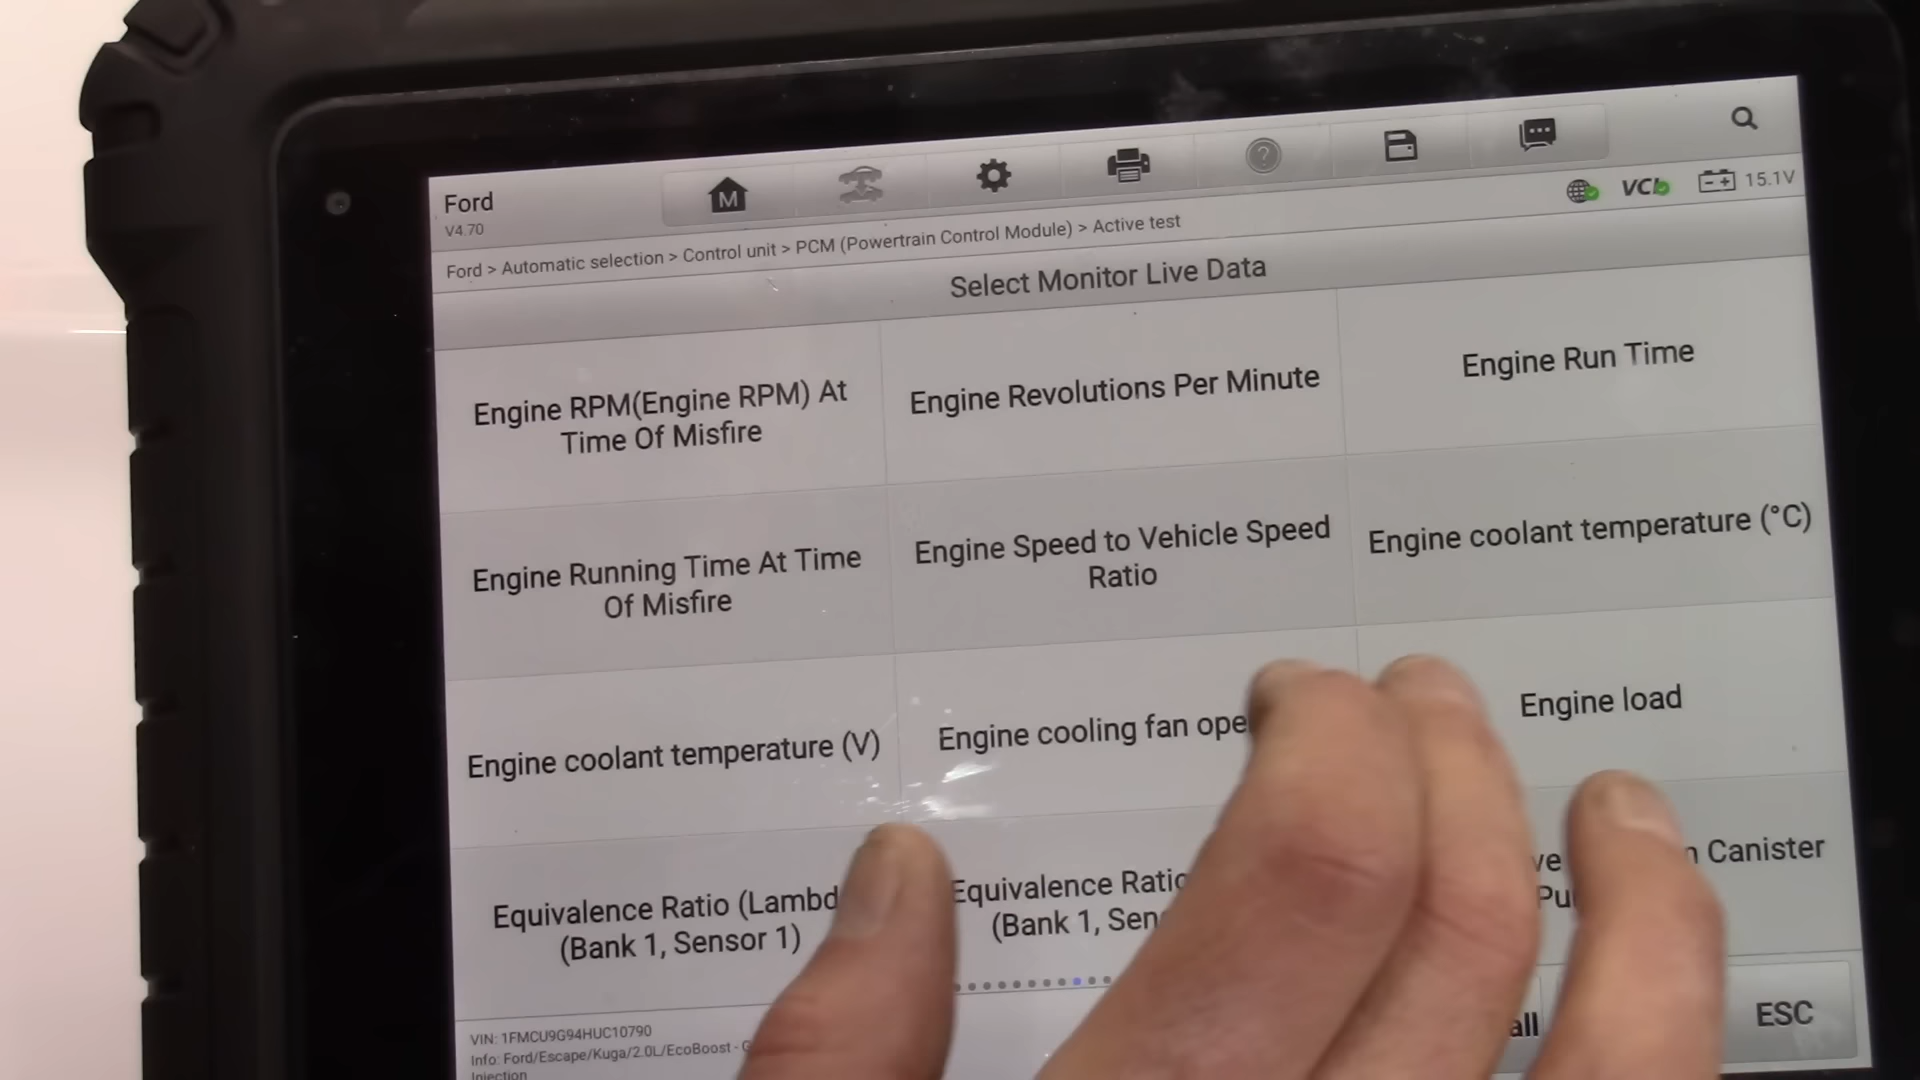 Ford
V4.70
M
?
VCI
15.1V
Ford > Automatic selection > Control unit > PCM (Powertrain Control Module) > Active test
Select Monitor Live Data
Engine RPM(Engine RPM) At
Time Of Misfire
Engine Revolutions Per Minute
Engine Run Time
Engine Running Time At Time
Of Misfire
Engine Speed to Vehicle Speed
Ratio
Engine coolant temperature (°C)
Engine coolant temperature (V)
Engine cooling fan
Engine load
Equivalence Ratio
(Bank 1, Sensor 1)
Equivalence
(Bank 1,
Canister
ESC
VIN: 1FMCU9G94HUC10790
Info: Ford/Escape/Kuga/2.0L/EcoBoost -
Injection